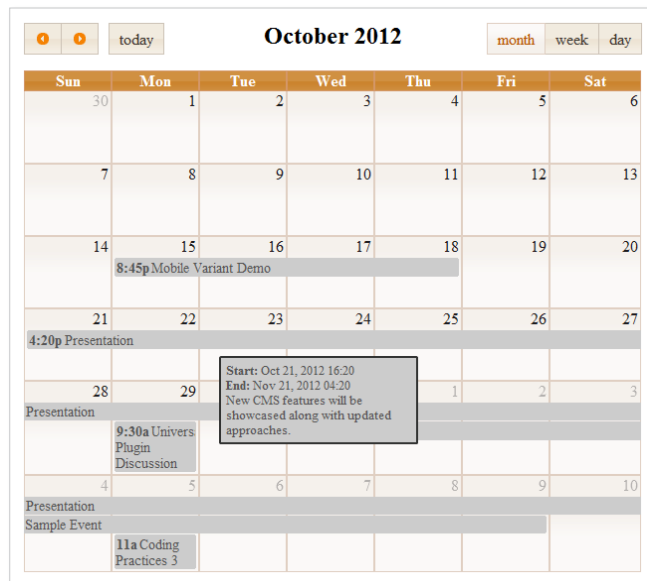 today
October 2012
month week day
Sun Mon Tue Wed Thu Fri Sat
30 1 2 3 4 5 6
7 8 9 10 11 12 13
14 15 16 17 18 19 20
8:45p Mobile Variant Demo
21 22 23 24 25 26 27
4:20p Presentation
Start: Oct 21, 2012 16:20
End: Nov 21, 2012 04:20
New CMS features will be
showcased along with updated
approaches.
28 29 1 2 3
Presentation
9:30a Univers
Plugin
Discussion
4 5 6 7 8 9 10
Presentation
Sample Event
11a Coding
Practices 3